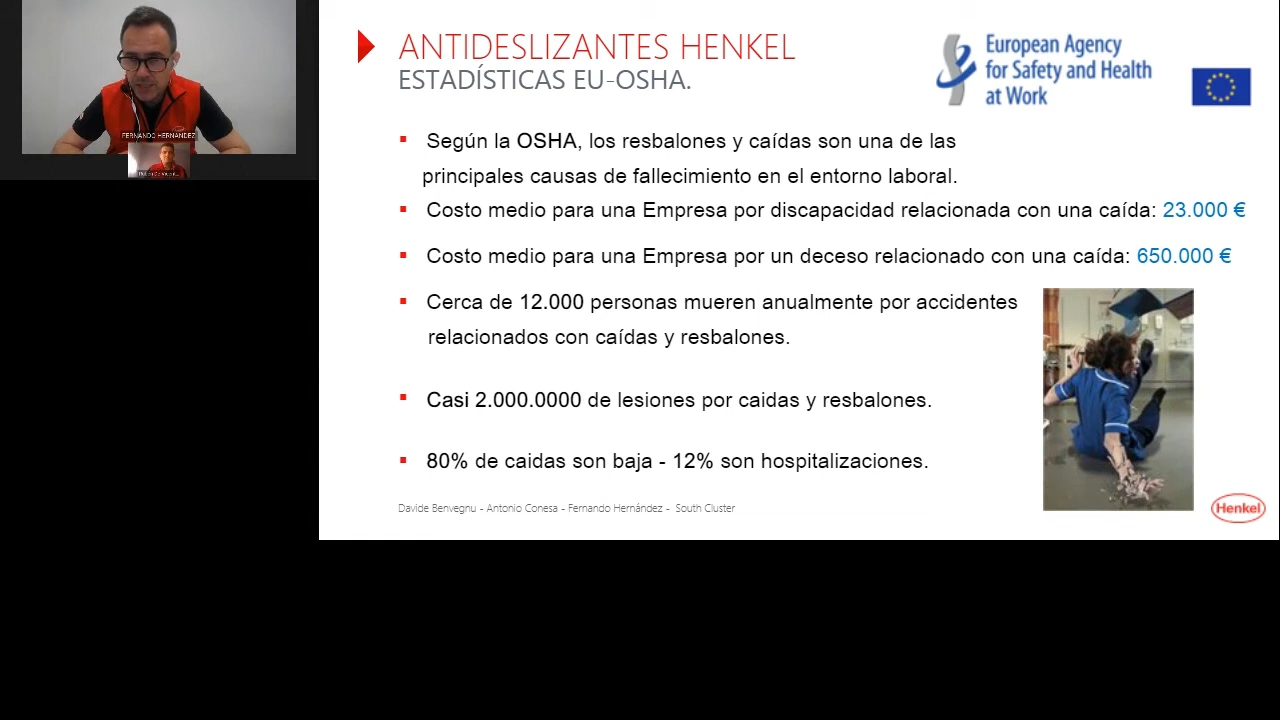 FERNANDO HERNANDEZ
ANTIDESLIZANTES HENKEL
ESTADÍSTICAS EU-OSHA.
European Agency
for Safety and Health
at Work
Según la OSHA, los resbalones y caídas son una de las
principales causas de fallecimiento en el entorno laboral.
Costo medio para una Empresa por discapacidad relacionada con una caída: 23.000 €
Costo medio para una Empresa por un deceso relacionado con una caída: 650.000 €
Cerca de 12.000 personas mueren anualmente por accidentes
relacionados con caídas y resbalones.
Casi 2.000.0000 de lesiones por caidas y resbalones.
80% de caidas son baja - 12% son hospitalizaciones.
Davide Benvegnu - Antonio Conesa - Fernando Hernández - South Cluster
Henkel